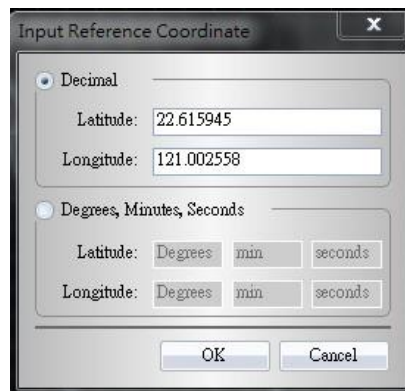 Input Reference Coordinate
x
Decimal
Latitude: 22.615945
Longitude: 121.002558
Degrees, Minutes, Seconds
Latitude: Degrees min seconds
Longitude: Degrees min seconds
OK Cancel